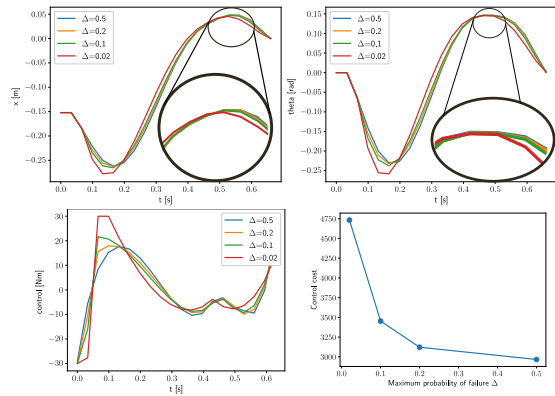 0.05
0.00
-0.05
-0.10
-0.15
-0.20
-0.25
x [m]
Δ=0.5
Δ=0.2
Δ=0.1
Δ=0.02
0.0 0.1 0.2 0.3 0.4 0.5 0.6
t [s]
0.15
0.10
0.05
0.00
−0.05
−0.10
−0.15
−0.20
−0.25
theta [rad]
Δ=0.5
Δ=0.2
Δ=0.1
Δ=0.02
0.0 0.1 0.2 0.3 0.4 0.5 0.6
t [s]
30
20
10
0
−10
−20
−30
control [Nm]
Δ=0.5
Δ=0.2
Δ=0.1
Δ=0.02
0.0 0.1 0.2 0.3 0.4 0.5 0.6
t [s]
4750
4500
4250
4000
3750
3500
3250
3000
Control cost
0.0 0.1 0.2 0.3 0.4 0.5
Maximum probability of failure Δ